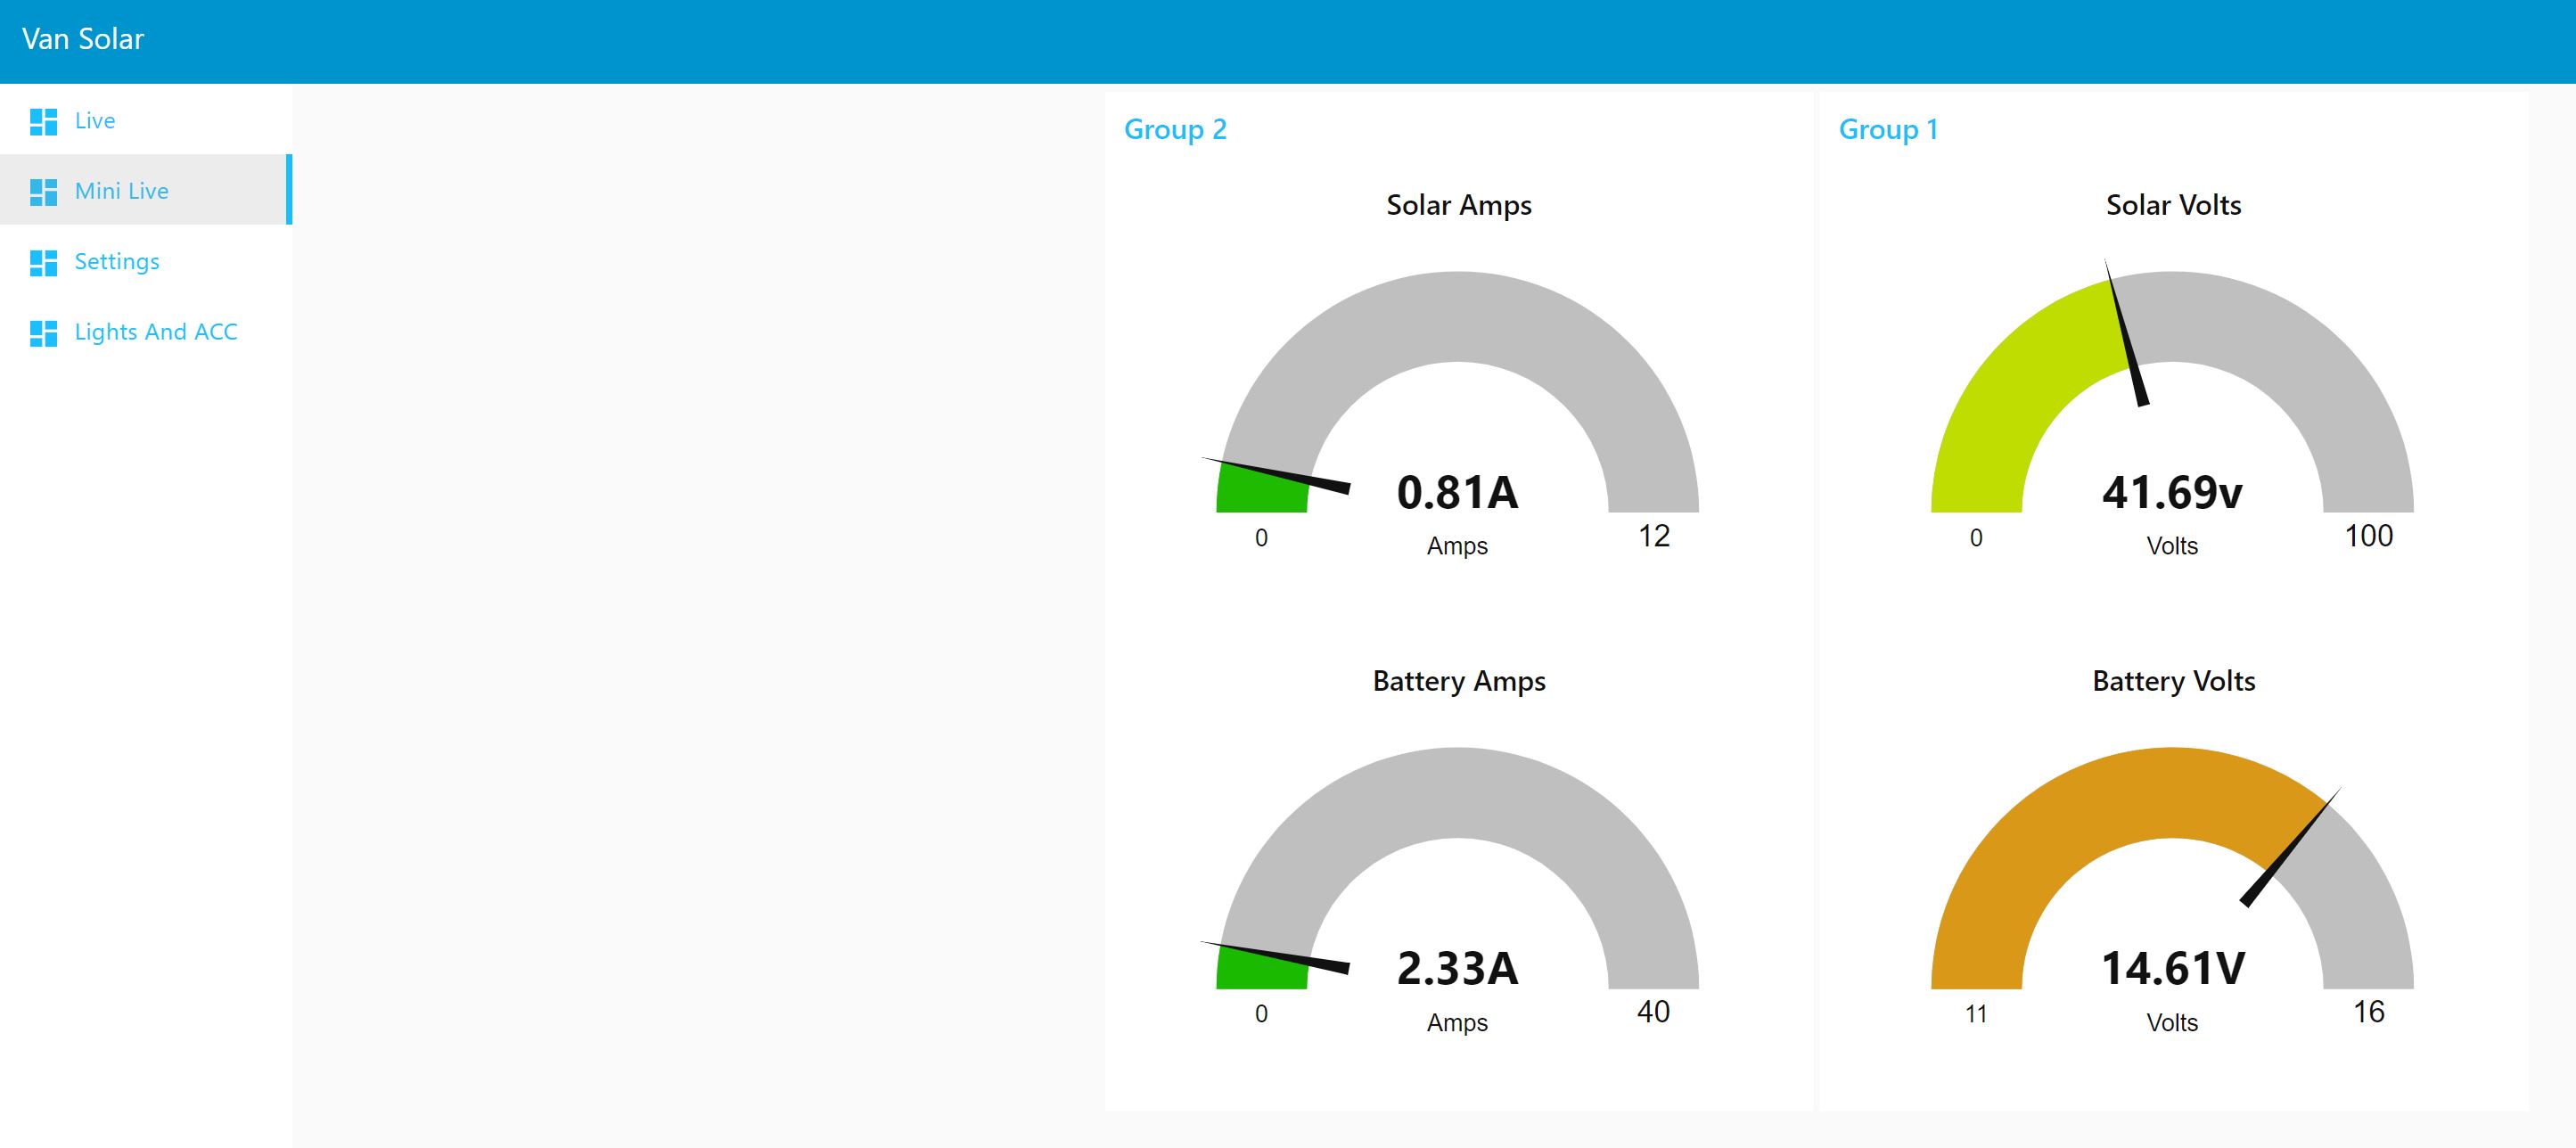 Van Solar
Live
Mini Live
Settings
Lights And ACC
Group 2
Solar Amps
0.81A
0
Amps
12
Battery Amps
2.33A
0
Amps
40
Group 1
Solar Volts
41.69v
0
Volts
100
Battery Volts
14.61V
11
Volts
16